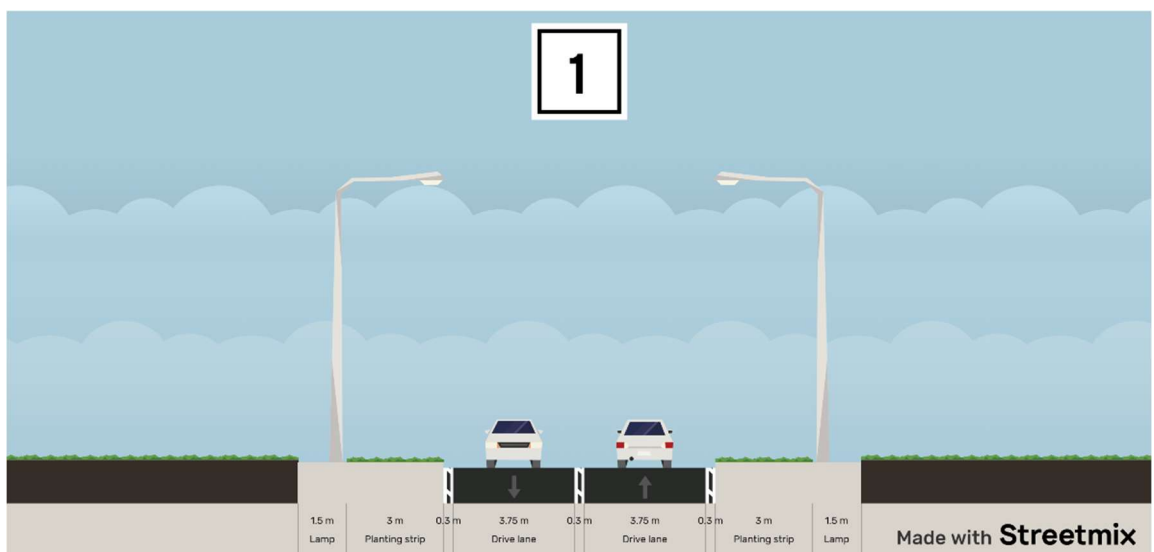 1
1.5 m 3 m 0.3 m 3.75 m 0.3 m 3.75 m 0.3 m 3 m 1.5 m
Lamp Planting strip Drive lane Drive lane Planting strip Lamp
Made with Streetmix